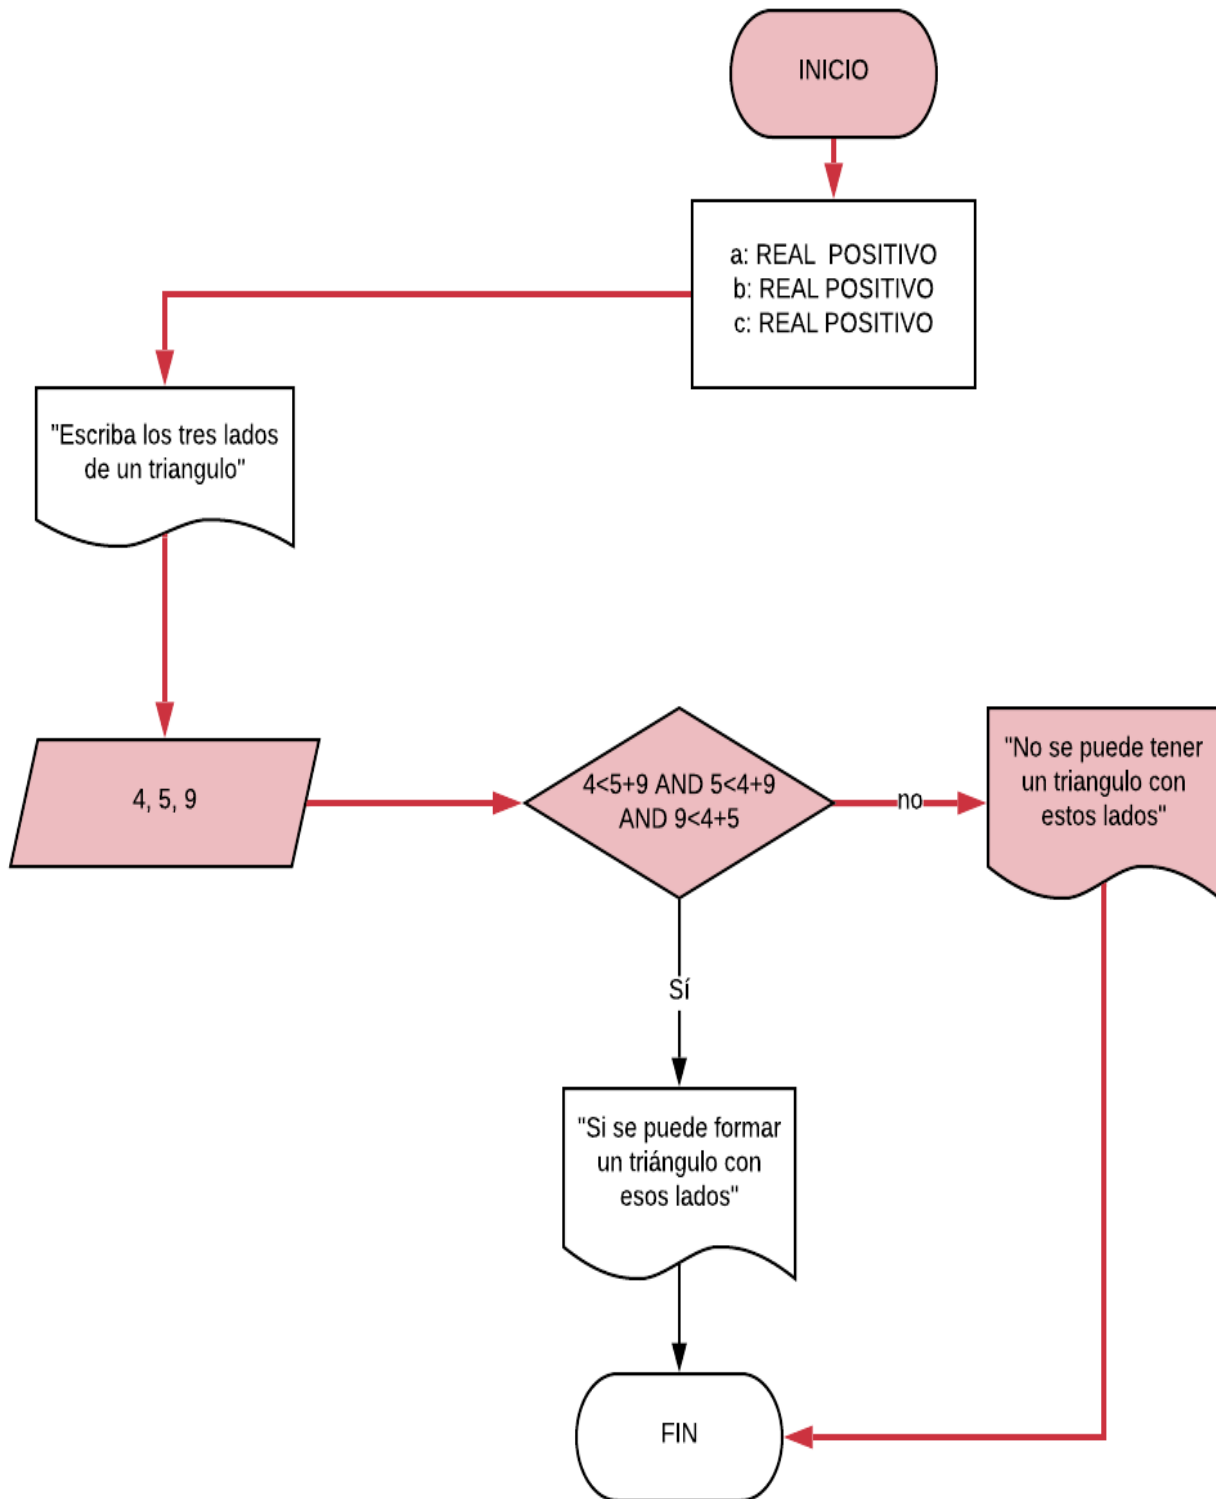 INICIO
a: REAL  POSITIVO
b: REAL POSITIVO
c: REAL POSITIVO
"Escriba los tres lados
de un triangulo"
4, 5, 9
4<5+9 AND 5<4+9
AND 9<4+5
no
"No se puede tener
un triangulo con
estos lados"
Sí
"Si se puede formar
un triángulo con
esos lados"
FIN